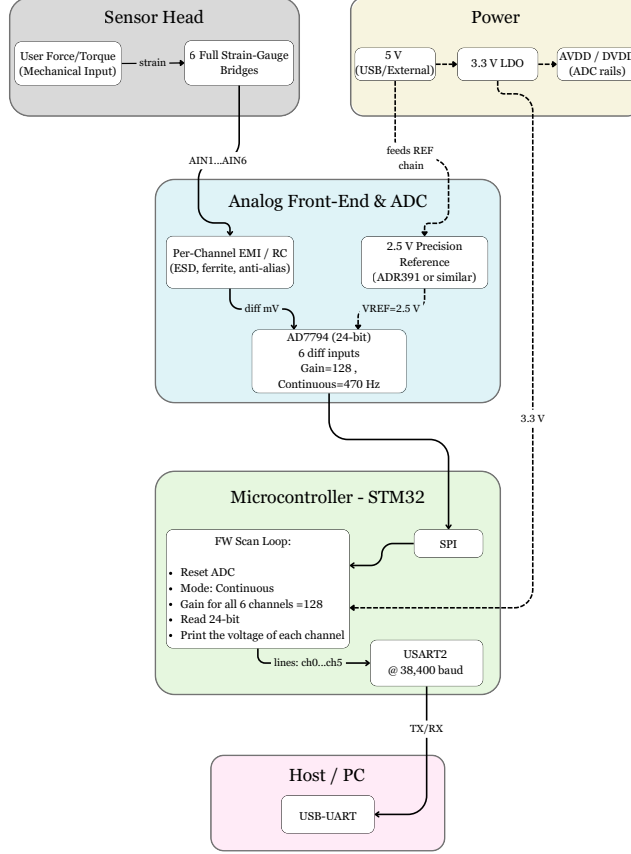 Sensor Head
User Force/Torque
(Mechanical Input)
strain
6 Full Strain-Gauge
Bridges
Power
5 V
(USB/External)
3.3 V LDO
AVDD / DVDD
(ADC rails)
AIN1...AIN6
feeds REF
chain
Analog Front-End & ADC
Per-Channel EMI / RC
(ESD, ferrite, anti-alias)
2.5 V Precision
Reference
(ADR391 or similar)
diff mV
VREF=2.5 V
AD7794 (24-bit)
6 diff inputs
Gain=128 ,
Continuous=470 Hz
3.3 V
Microcontroller - STM32
FW Scan Loop:
• Reset ADC
• Mode: Continuous
• Gain for all 6 channels =128
• Read 24-bit
• Print the voltage of each channel
SPI
lines: ch0...ch5
USART2
@ 38,400 baud
TX/RX
Host / PC
USB-UART